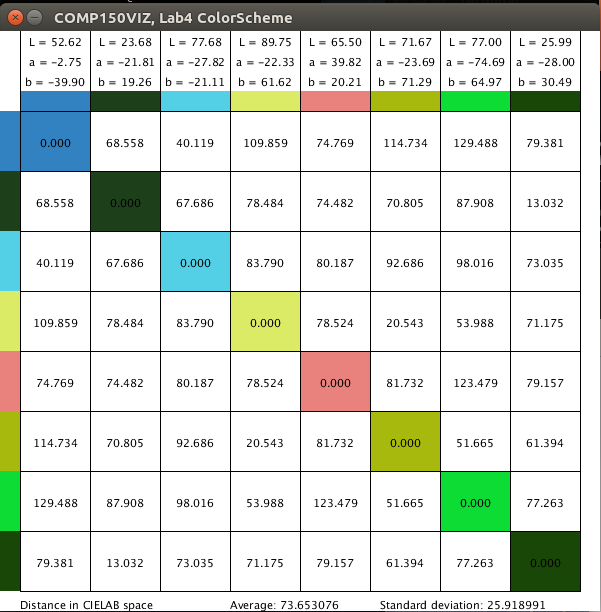 COMP150VIZ, Lab4 ColorScheme
L = 52.62 L = 23.68 L = 77.68 L = 89.75 L = 65.50 L = 71.67 L = 77.00 L = 25.99
a = -2.75 a = -21.81 a = -27.82 a = -22.33 a = 39.82 a = -23.69 a = -74.69 a = -28.00
b = -39.90 b = 19.26 b = -21.11 b = 61.62 b = 20.21 b = 71.29 b = 64.97 b = 30.49
0.000 68.558 40.119 109.859 74.769 114.734 129.488 79.381
68.558 0.000 67.686 78.484 74.482 70.805 87.908 13.032
40.119 67.686 0.000 83.790 80.187 92.686 98.016 73.035
109.859 78.484 83.790 0.000 78.524 20.543 53.988 71.175
74.769 74.482 80.187 78.524 0.000 81.732 123.479 79.157
114.734 70.805 92.686 20.543 81.732 0.000 51.665 61.394
129.488 87.908 98.016 53.988 123.479 51.665 0.000 77.263
79.381 13.032 73.035 71.175 79.157 61.394 77.263 0.000
Distance in CIELAB space Average: 73.653076 Standard deviation: 25.918991